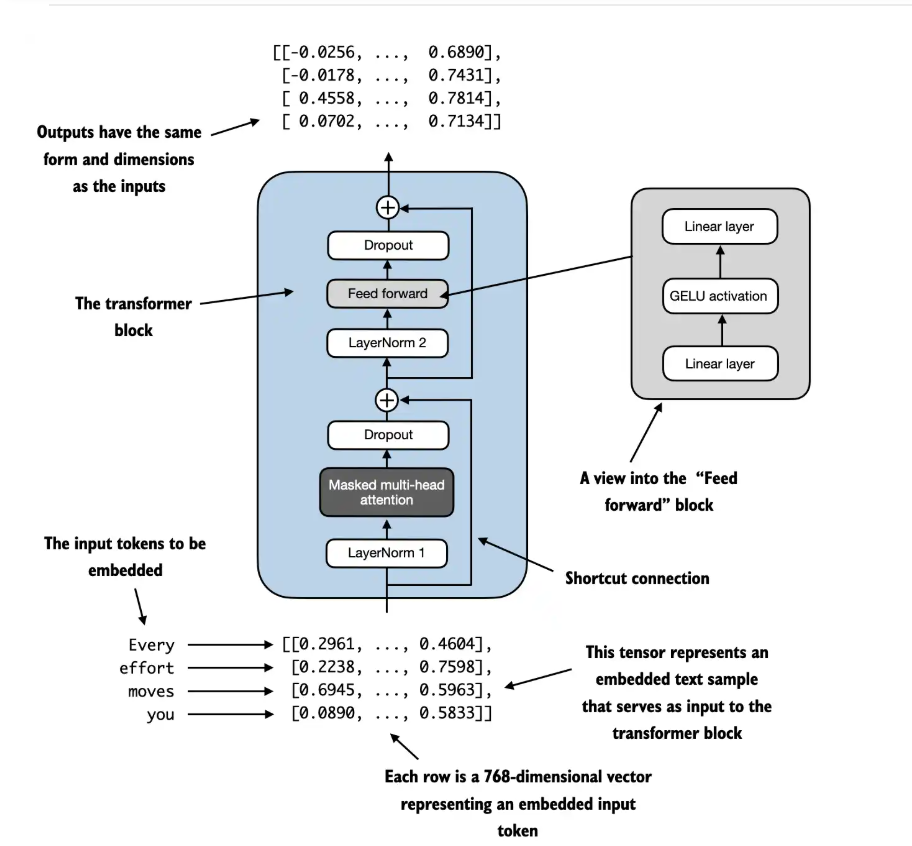 [[-0.0256, ..., 0.6890],
[-0.0178, ..., 0.7431],
[ 0.4558, ..., 0.7814],
[ 0.0702, ..., 0.7134]]
Outputs have the same
form and dimensions
as the inputs
Dropout
Feed forward
LayerNorm 2
Dropout
Masked multi-head
attention
LayerNorm 1
The transformer
block
Linear layer
GELU activation
Linear layer
A view into the “Feed
forward” block
Shortcut connection
The input tokens to be
embedded
Every
effort
moves
you
[[0.2961, ..., 0.4604],
[0.2238, ..., 0.7598],
[0.6945, ..., 0.5963],
[0.0890, ..., 0.5833]]
This tensor represents an
embedded text sample
that serves as input to the
transformer block
Each row is a 768-dimensional vector
representing an embedded input
token